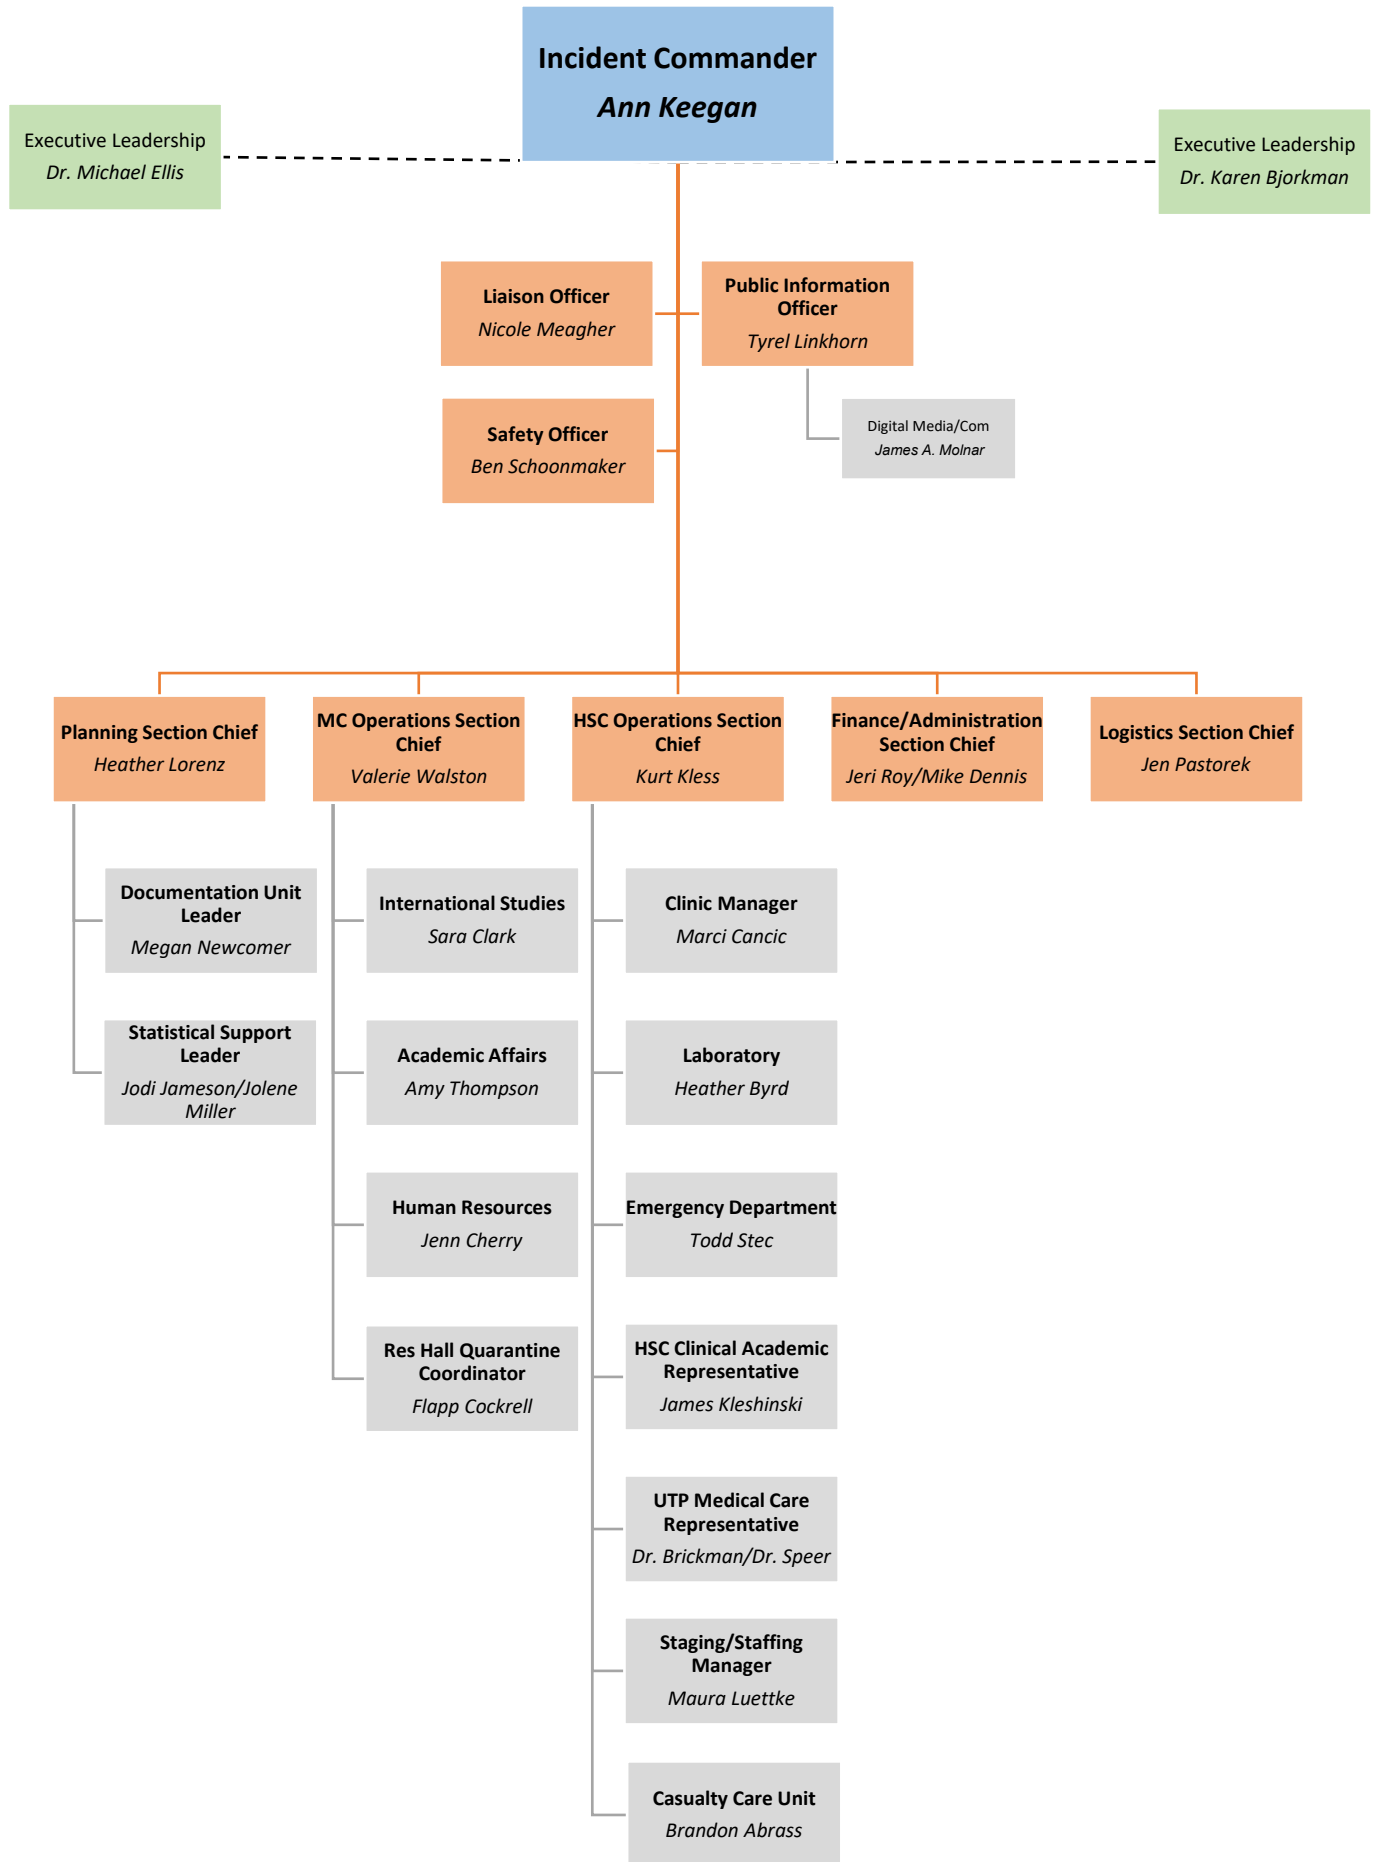 Incident Commander
Ann Keegan
Executive Leadership
Dr. Michael Ellis
Executive Leadership
Dr. Karen Bjorkman
Liaison Officer
Nicole Meagher
Public Information
Officer
Tyrel Linkhorn
Safety Officer
Ben Schoonmaker
Digital Media/Com
James A. Molnar
Planning Section Chief
Heather Lorenz
MC Operations Section
Chief
Valerie Walston
HSC Operations Section
Chief
Kurt Kless
Finance/Administration
Section Chief
Jeri Roy/Mike Dennis
Logistics Section Chief
Jen Pastorek
Documentation Unit
Leader
Megan Newcomer
Statistical Support
Leader
Jodi Jameson/Jolene
Miller
International Studies
Sara Clark
Academic Affairs
Amy Thompson
Human Resources
Jenn Cherry
Res Hall Quarantine
Coordinator
Flapp Cockrell
Clinic Manager
Marci Cancic
Laboratory
Heather Byrd
Emergency Department
Todd Stec
HSC Clinical Academic
Representative
James Kleshinski
UTP Medical Care
Representative
Dr. Brickman/Dr. Speer
Staging/Staffing
Manager
Maura Luettke
Casualty Care Unit
Brandon Abrass